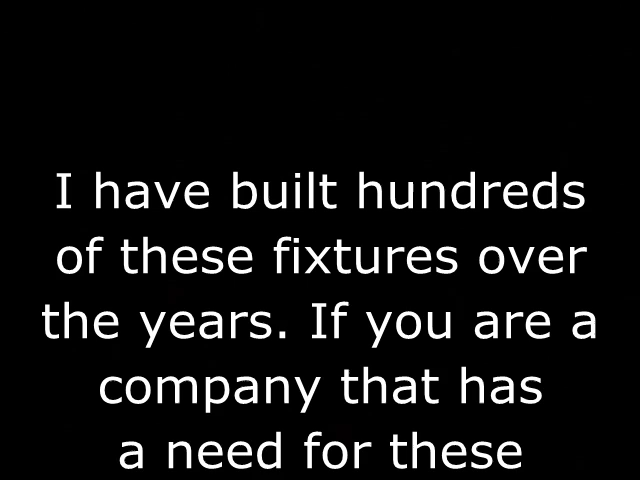 I have built hundreds
of these fixtures over
the years. If you are a
company that has
a need for these